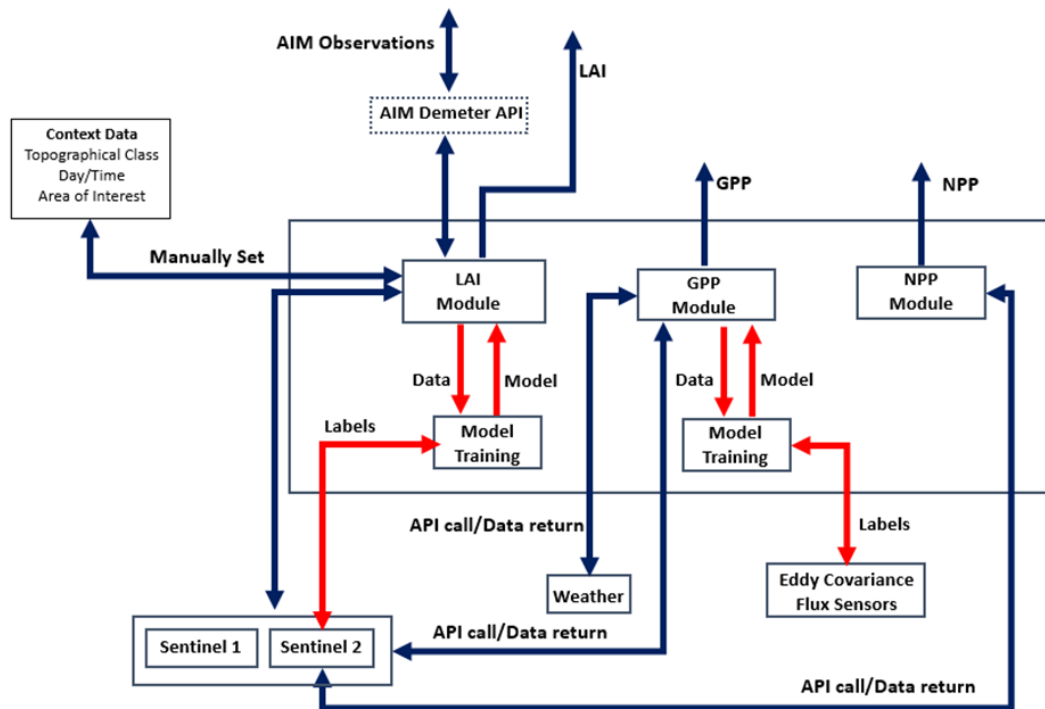 AIM Observations
LAI
AIM Demeter API
Context Data
Topographical Class
Day/Time
Area of Interest
GPP
NPP
Manually Set
LAI
Module
GPP
Module
NPP
Module
Data
Model
Data
Model
Labels
Model
Training
Model
Training
API call/Data return
Labels
Weather
Eddy Covariance
Flux Sensors
Sentinel 1
Sentinel 2
API call/Data return
API call/Data return